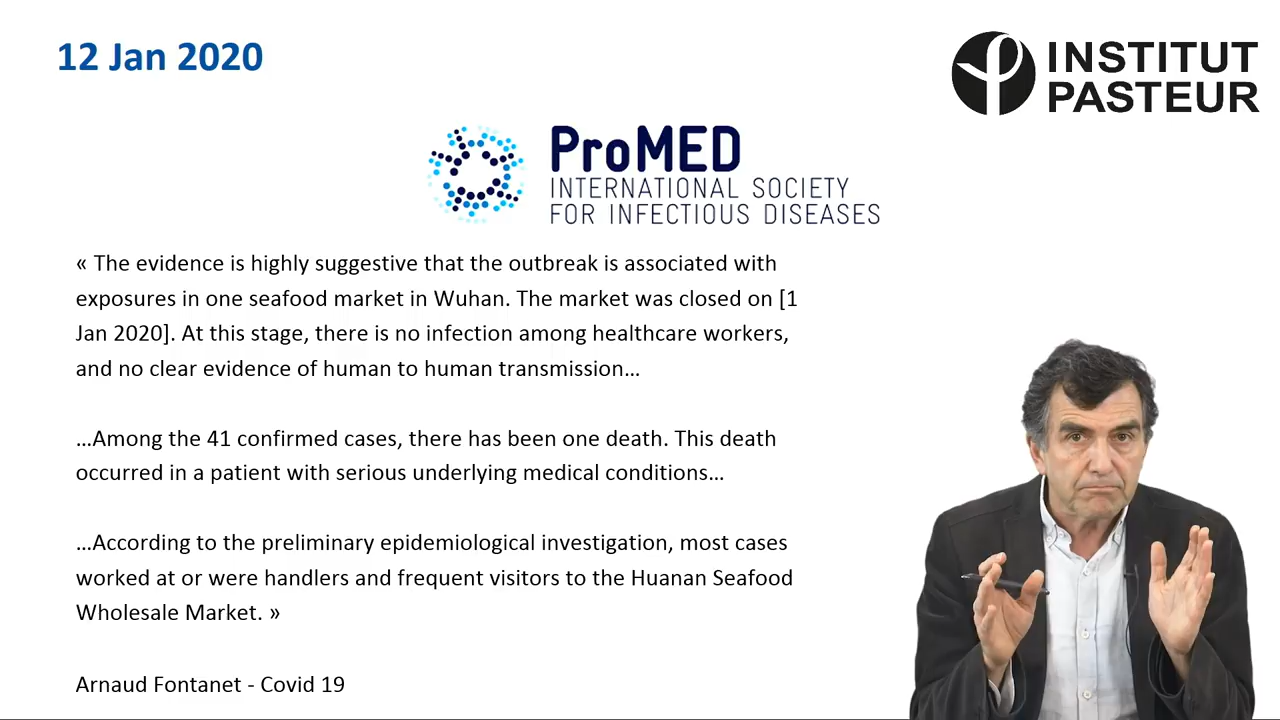 12 Jan 2020
INSTITUT
PASTEUR
ProMED
INTERNATIONAL SOCIETY
FOR INFECTIOUS DISEASES
« The evidence is highly suggestive that the outbreak is associated with
exposures in one seafood market in Wuhan. The market was closed on [1
Jan 2020]. At this stage, there is no infection among healthcare workers,
and no clear evidence of human to human transmission…
…Among the 41 confirmed cases, there has been one death. This death
occurred in a patient with serious underlying medical conditions…
…According to the preliminary epidemiological investigation, most cases
worked at or were handlers and frequent visitors to the Huanan Seafood
Wholesale Market. »
Arnaud Fontanet - Covid 19